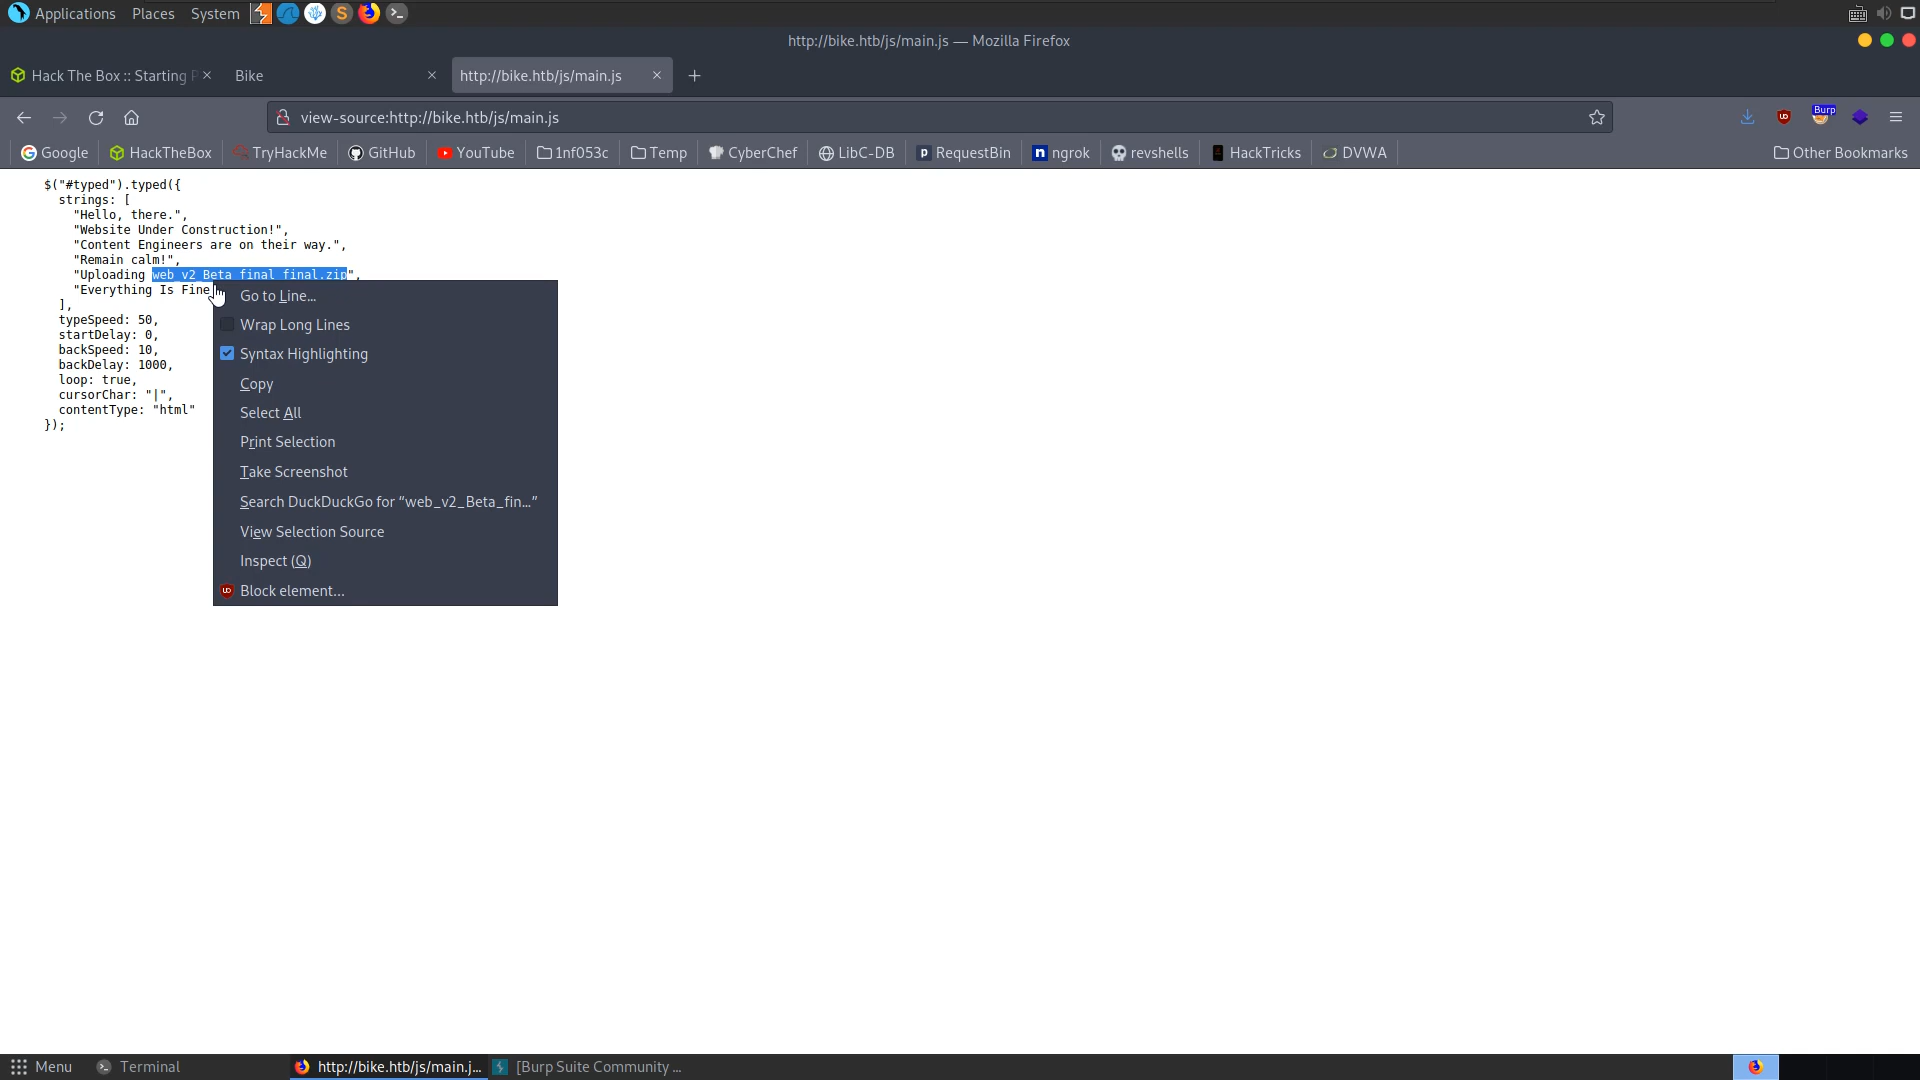 Applications Places System
http://bike.htb/js/main.js — Mozilla Firefox
Hack The Box :: Starting P
Bike
http://bike.htb/js/main.js
view-source:http://bike.htb/js/main.js
Burp
Google HackTheBox TryHackMe GitHub YouTube 1nf053c Temp CyberChef LibC-DB RequestBin ngrok revshells HackTricks DVWA Other Bookmarks
$("#typed").typed({
strings: [
"Hello, there.",
"Website Under Construction!",
"Content Engineers are on their way.",
"Remain calm!",
"Uploading web_v2_Beta_final_final.zip",
"Everything Is Fine
],
typeSpeed: 50,
startDelay: 0,
backSpeed: 10,
backDelay: 1000,
loop: true,
cursorChar: "|",
contentType: "html"
});
Go to Line...
Wrap Long Lines
Syntax Highlighting
Copy
Select All
Print Selection
Take Screenshot
Search DuckDuckGo for “web_v2_Beta_fin...”
View Selection Source
Inspect (Q)
Block element...
Menu Terminal http://bike.htb/js/main.j... [Burp Suite Community ...